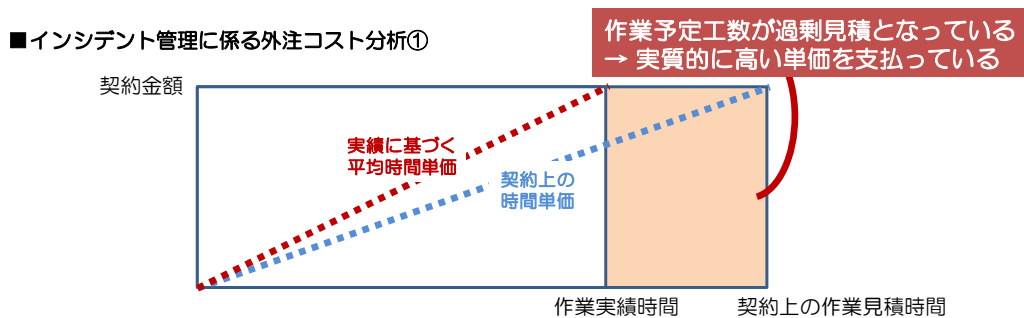 ■インシデント管理に係る外注コスト分析①
作業予定工数が過剰見積となっている
→ 実質的に高い単価を支払っている
契約金額
実績に基づく
平均時間単価
契約上の
時間単価
作業実績時間
契約上の作業見積時間